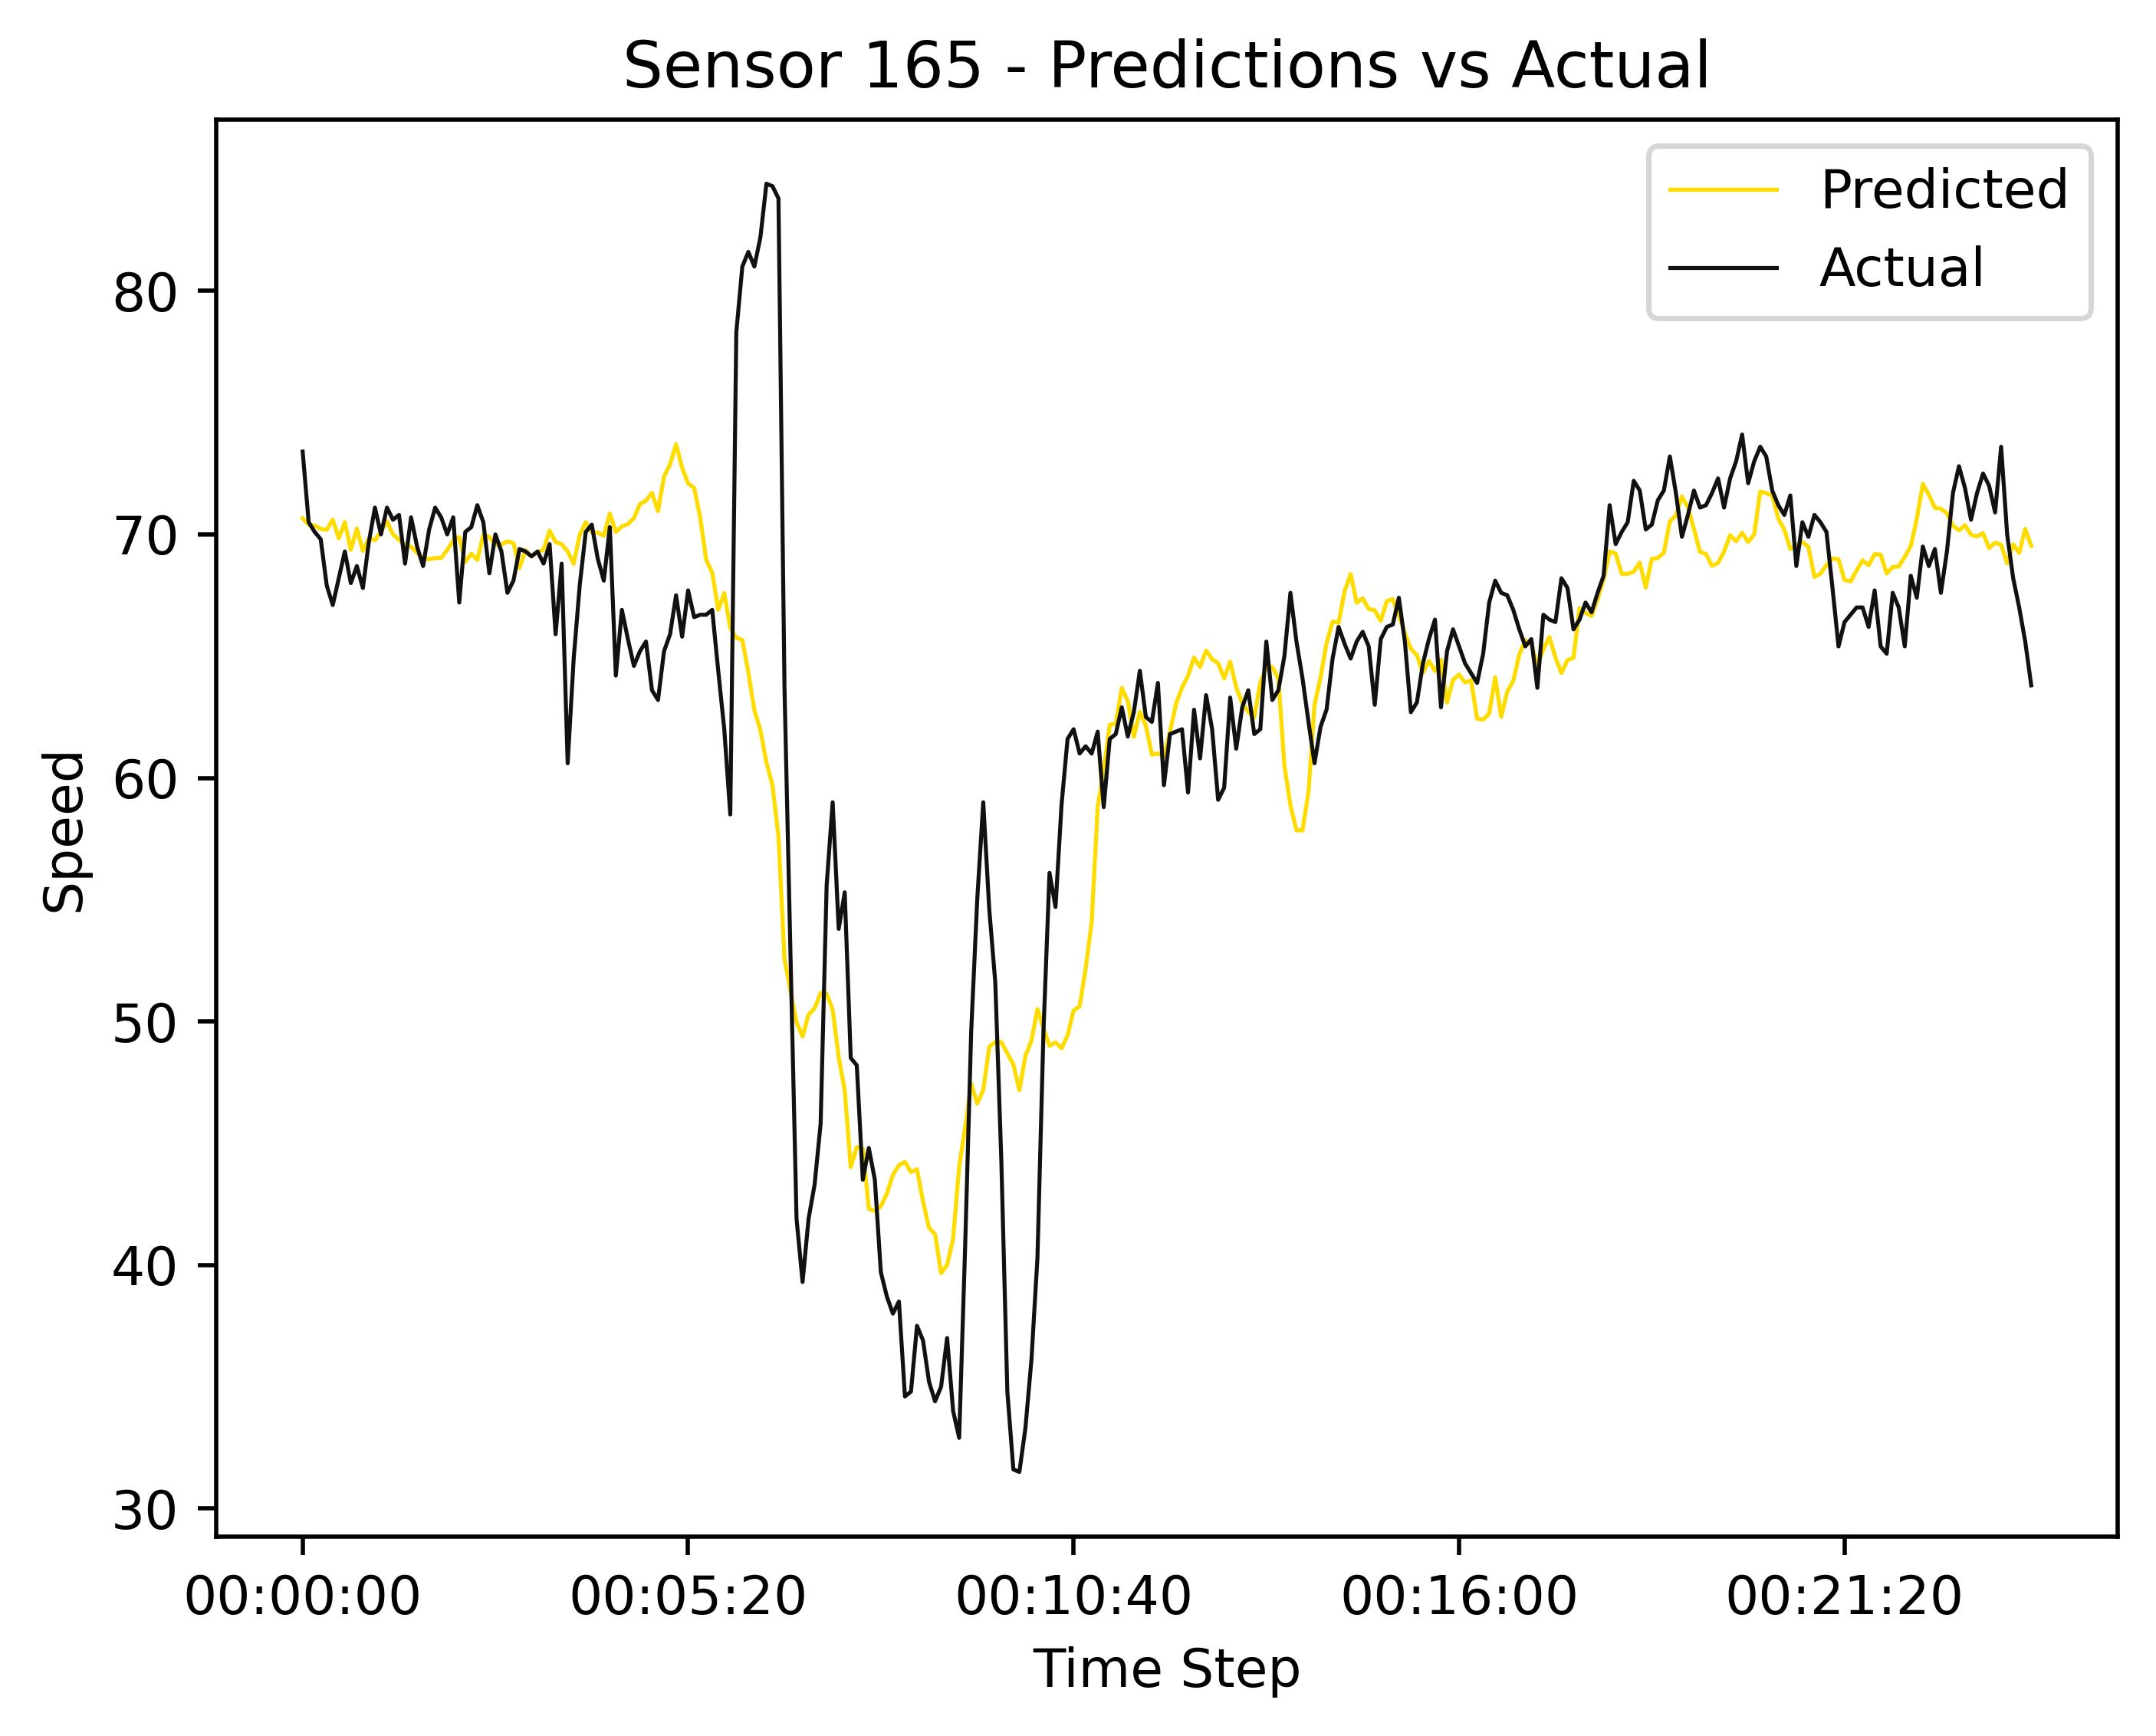 Sensor 165 - Predictions vs Actual
Predicted
Actual
80
70
60
50
40
30
Speed
00:00:00
00:05:20
00:10:40
00:16:00
00:21:20
Time Step